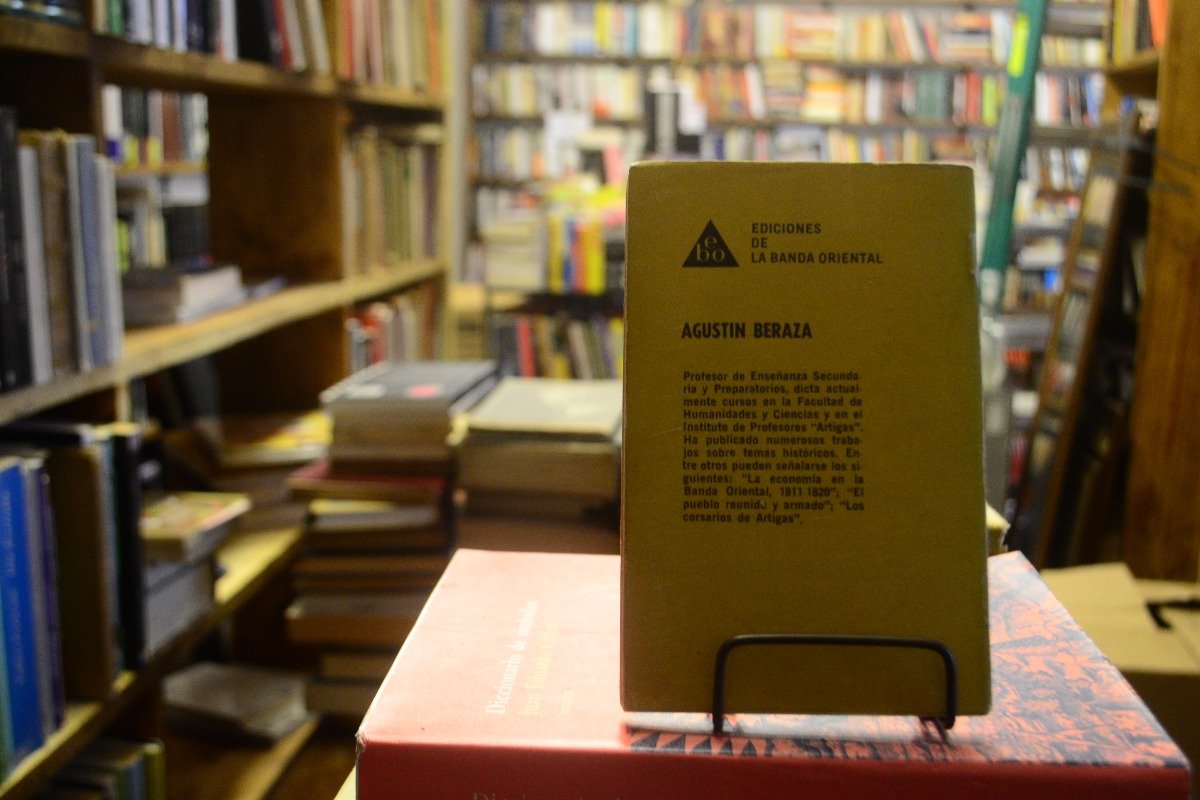 ebo
EDICIONES
DE
LA BANDA ORIENTAL
AGUSTIN BERAZA
Profesor de Enseñanza Secunda-
ria y Preparatorios, dicta actual-
mente cursos en la Facultad de
Humanidades y Ciencias y en el
Instituto de Profesores "Artigas".
Ha publicado numerosos traba-
jos sobre temas históricos. En-
tre otros pueden señalarse los si-
guientes: "La economía en la
Banda Oriental, 1811-1820"; "El
pueblo reunido y armado"; "Los
corsarios de Artigas".
Diccionario de